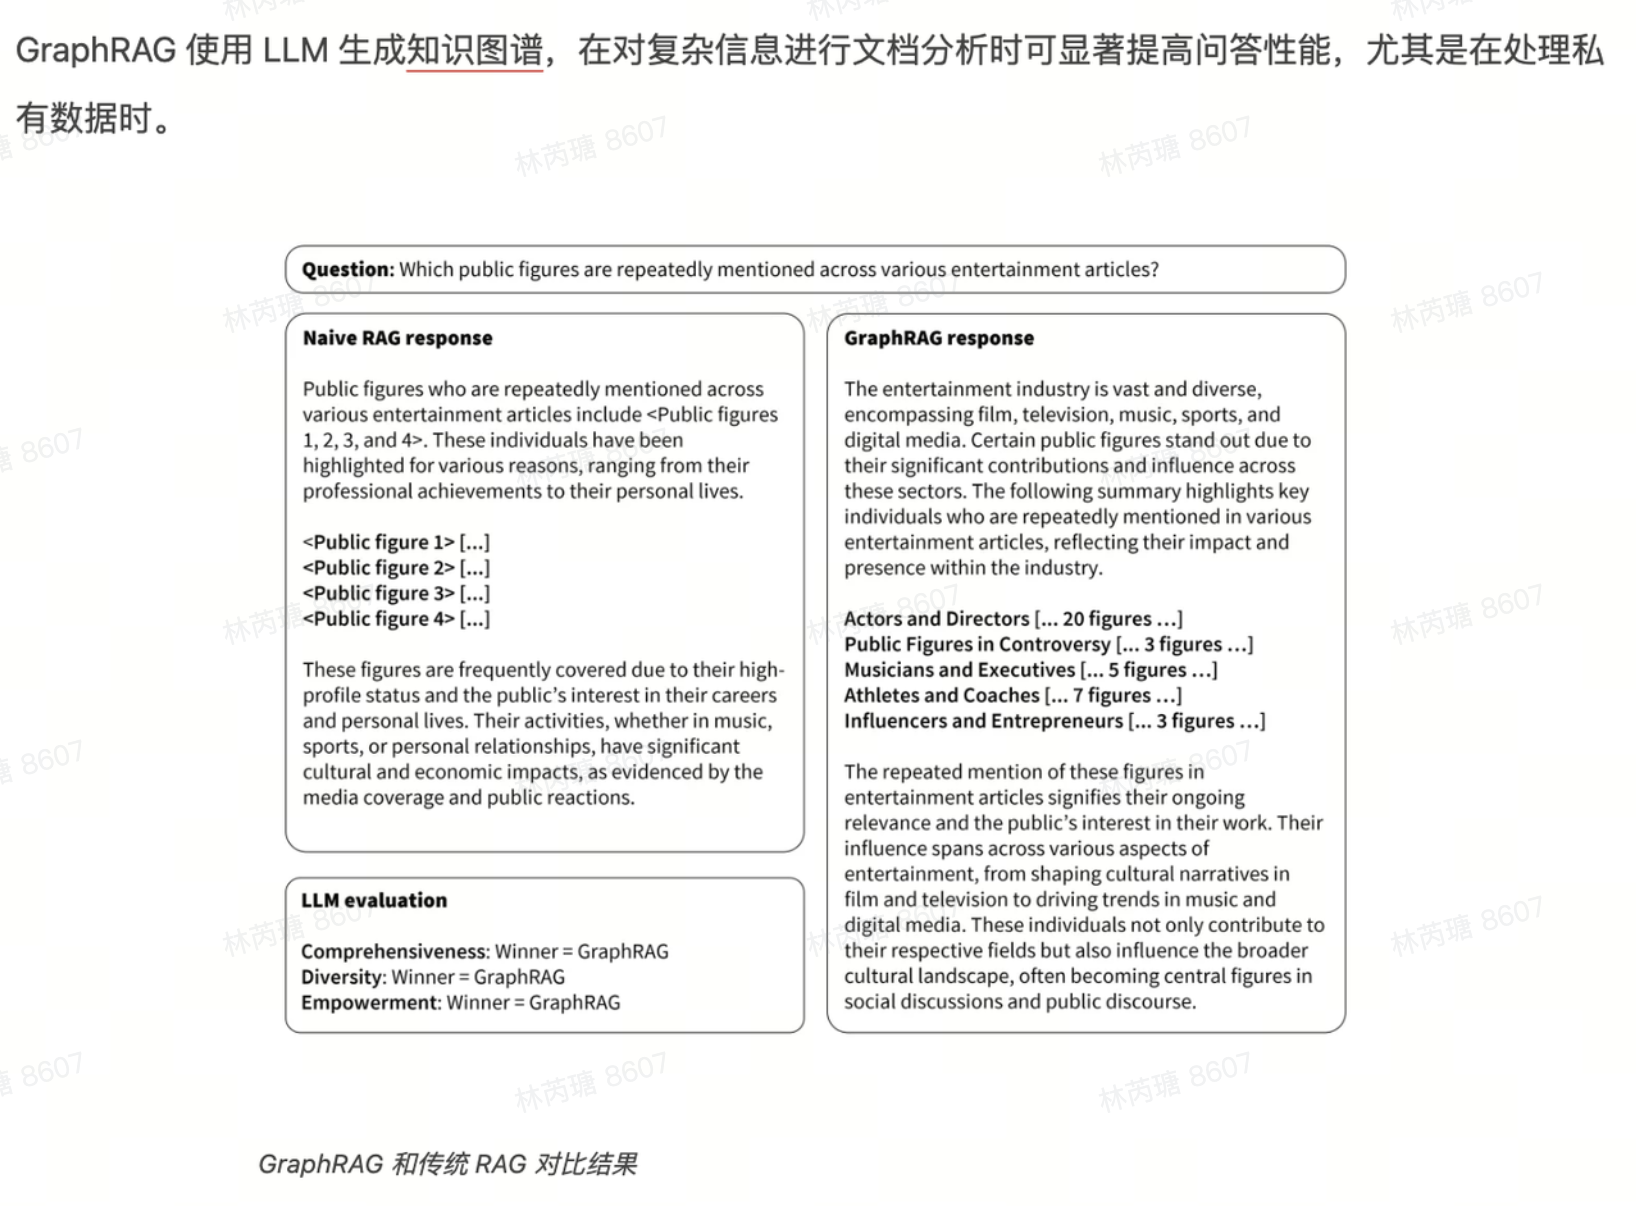 GraphRAG 使用 LLM 生成知识图谱，在对复杂信息进行文档分析时可显著提高问答性能，尤其是在处理私
有数据时。
Question: Which public figures are repeatedly mentioned across various entertainment articles?
Naive RAG response
Public figures who are repeatedly mentioned across
various entertainment articles include <Public figures
1, 2, 3, and 4>. These individuals have been
highlighted for various reasons, ranging from their
professional achievements to their personal lives.
<Public figure 1> [...]
<Public figure 2> [...]
<Public figure 3> [...]
<Public figure 4> [...]
These figures are frequently covered due to their high-
profile status and the public's interest in their careers
and personal lives. Their activities, whether in music,
sports, or personal relationships, have significant
cultural and economic impacts, as evidenced by the
media coverage and public reactions.
LLM evaluation
Comprehensiveness: Winner = GraphRAG
Diversity: Winner = GraphRAG
Empowerment: Winner = GraphRAG
GraphRAG response
The entertainment industry is vast and diverse,
encompassing film, television, music, sports, and
digital media. Certain public figures stand out due to
their significant contributions and influence across
these sectors. The following summary highlights key
individuals who are repeatedly mentioned in various
entertainment articles, reflecting their impact and
presence within the industry.
Actors and Directors [... 20 figures ...]
Public Figures in Controversy [... 3 figures ...]
Musicians and Executives [... 5 figures ...]
Athletes and Coaches [... 7 figures ...]
Influencers and Entrepreneurs [... 3 figures ...]
The repeated mention of these figures in
entertainment articles signifies their ongoing
relevance and the public's interest in their work. Their
influence spans across various aspects of
entertainment, from shaping cultural narratives in
film and television to driving trends in music and
digital media. These individuals not only contribute to
their respective fields but also influence the broader
cultural landscape, often becoming central figures in
social discussions and public discourse.
GraphRAG 和传统 RAG 对比结果
林芮瑭 8607